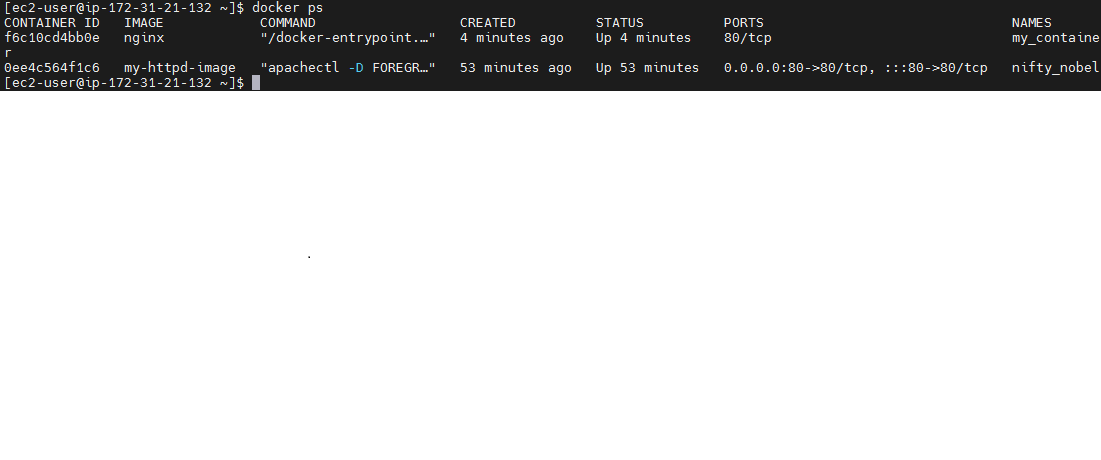 [ec2-user@ip-172-31-21-132 ~]$ docker ps
CONTAINER ID   IMAGE            COMMAND                  CREATED          STATUS          PORTS                               NAMES
f6c10cd4bb0e   nginx            "/docker-entrypoint.…"   4 minutes ago    Up 4 minutes    80/tcp                              my_containe
r
0ee4c564f1c6   my-httpd-image   "apachectl -D FOREGR…"   53 minutes ago   Up 53 minutes   0.0.0.0:80->80/tcp, :::80->80/tcp   nifty_nobel
[ec2-user@ip-172-31-21-132 ~]$